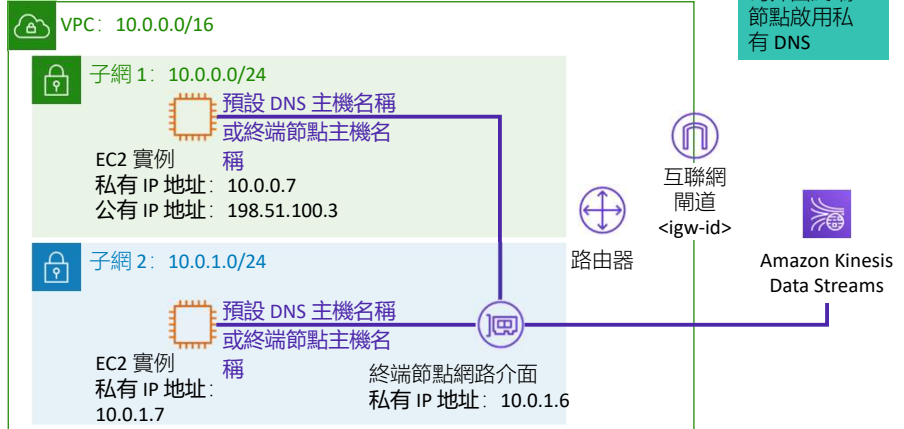 VPC：10.0.0.0/16
節點啟用私
有 DNS
子網 1：10.0.0.0/24
預設 DNS 主機名稱
或終端節點主機名
稱
EC2 實例
私有 IP 地址：10.0.0.7
公有 IP 地址：198.51.100.3
互聯網
閘道
<igw-id>
路由器
Amazon Kinesis
Data Streams
子網 2：10.0.1.0/24
預設 DNS 主機名稱
或終端節點主機名
稱
EC2 實例
私有 IP 地址：
10.0.1.7
終端節點網路介面
私有 IP 地址：10.0.1.6